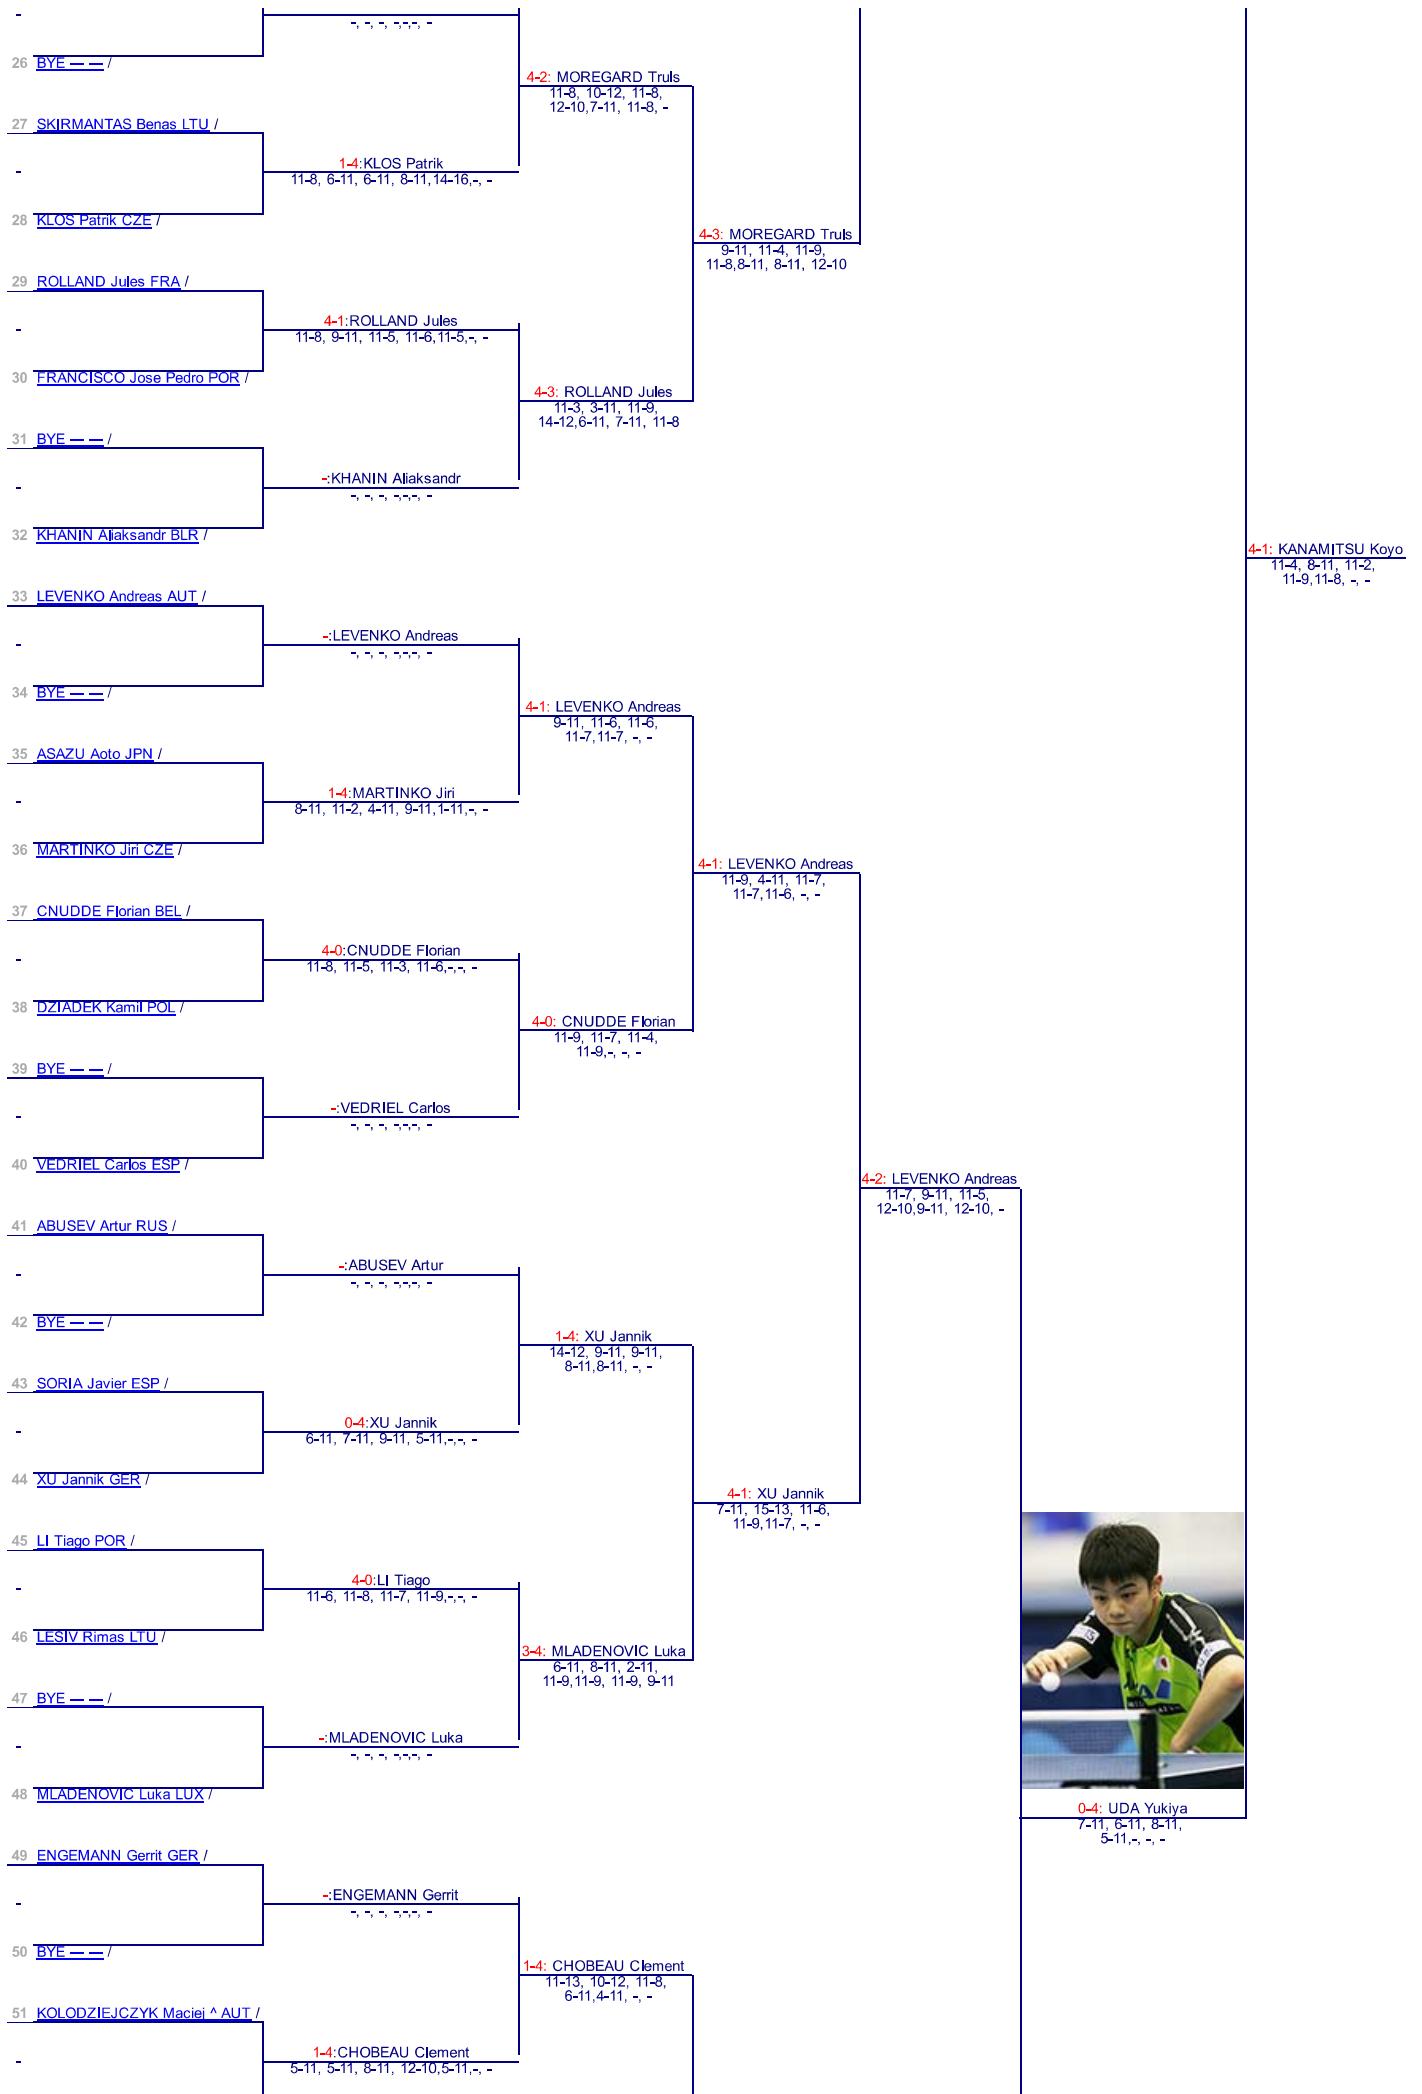 -
-, -, -, -,-,-, -
26 BYE — — /
4-2: MOREGARD Truls
11-8, 10-12, 11-8,
12-10,7-11, 11-8, -
27 SKIRMANTAS Benas LTU /
-
1-4:KLOS Patrik
11-8, 6-11, 6-11, 8-11,14-16,-, -
28 KLOS Patrik CZE /
4-3: MOREGARD Truls
9-11, 11-4, 11-9,
11-8,8-11, 8-11, 12-10
29 ROLLAND Jules FRA /
-
4-1:ROLLAND Jules
11-8, 9-11, 11-5, 11-6,11-5,-, -
30 FRANCISCO Jose Pedro POR /
4-3: ROLLAND Jules
11-3, 3-11, 11-9,
14-12,6-11, 7-11, 11-8
31 BYE — — /
-
-:KHANIN Aliaksandr
-, -, -, -,-,-, -
32 KHANIN Aliaksandr BLR /
4-1: KANAMITSU Koyo
11-4, 8-11, 11-2,
11-9,11-8, -, -
33 LEVENKO Andreas AUT /
-
-:LEVENKO Andreas
-, -, -, -,-,-, -
34 BYE — — /
4-1: LEVENKO Andreas
9-11, 11-6, 11-6,
11-7,11-7, -, -
35 ASAZU Aoto JPN /
-
1-4:MARTINKO Jiri
8-11, 11-2, 4-11, 9-11,1-11,-, -
36 MARTINKO Jiri CZE /
4-1: LEVENKO Andreas
11-9, 4-11, 11-7,
11-7,11-6, -, -
37 CNUDDE Florian BEL /
-
4-0:CNUDDE Florian
11-8, 11-5, 11-3, 11-6,-,-, -
38 DZIADEK Kamil POL /
4-0: CNUDDE Florian
11-9, 11-7, 11-4,
11-9,-, -, -
39 BYE — — /
-
-:VEDRIEL Carlos
-, -, -, -,-,-, -
40 VEDRIEL Carlos ESP /
4-2: LEVENKO Andreas
11-7, 9-11, 11-5,
12-10,9-11, 12-10, -
41 ABUSEV Artur RUS /
-
-:ABUSEV Artur
-, -, -, -,-,-, -
42 BYE — — /
1-4: XU Jannik
14-12, 9-11, 9-11,
8-11,8-11, -, -
43 SORIA Javier ESP /
-
0-4:XU Jannik
6-11, 7-11, 9-11, 5-11,-,-, -
44 XU Jannik GER /
4-1: XU Jannik
7-11, 15-13, 11-6,
11-9,11-7, -, -
45 LI Tiago POR /
-
4-0:LI Tiago
11-6, 11-8, 11-7, 11-9,-,-, -
46 LESIV Rimas LTU /
3-4: MLADENOVIC Luka
6-11, 8-11, 2-11,
11-9,11-9, 11-9, 9-11
47 BYE — — /
-
-:MLADENOVIC Luka
-, -, -, -,-,-, -
48 MLADENOVIC Luka LUX /
0-4: UDA Yukiya
7-11, 6-11, 8-11,
5-11,-, -, -
49 ENGEMANN Gerrit GER /
-
-:ENGEMANN Gerrit
-, -, -, -,-,-, -
50 BYE — — /
1-4: CHOBEAU Clement
11-13, 10-12, 11-8,
6-11,4-11, -, -
51 KOLODZIEJCZYK Maciej ^ AUT /
-
1-4:CHOBEAU Clement
5-11, 5-11, 8-11, 12-10,5-11,-, -